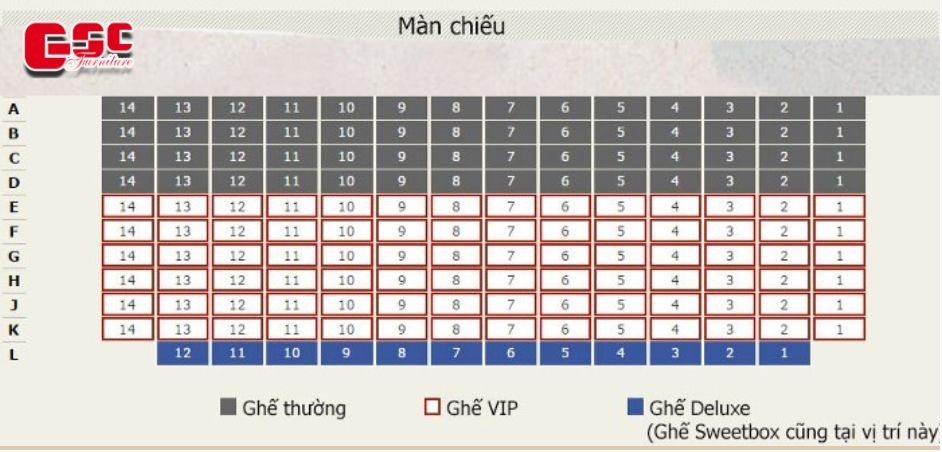 Màn chiếu
GSC
Furniture
A 14 13 12 11 10 9 8 7 6 5 4 3 2 1
B 14 13 12 11 10 9 8 7 6 5 4 3 2 1
C 14 13 12 11 10 9 8 7 6 5 4 3 2 1
D 14 13 12 11 10 9 8 7 6 5 4 3 2 1
E 14 13 12 11 10 9 8 7 6 5 4 3 2 1
F 14 13 12 11 10 9 8 7 6 5 4 3 2 1
G 14 13 12 11 10 9 8 7 6 5 4 3 2 1
H 14 13 12 11 10 9 8 7 6 5 4 3 2 1
J 14 13 12 11 10 9 8 7 6 5 4 3 2 1
K 14 13 12 11 10 9 8 7 6 5 4 3 2 1
L 12 11 10 9 8 7 6 5 4 3 2 1
Ghế thường Ghế VIP Ghế Deluxe
(Ghế Sweetbox cũng tại vị trí này)